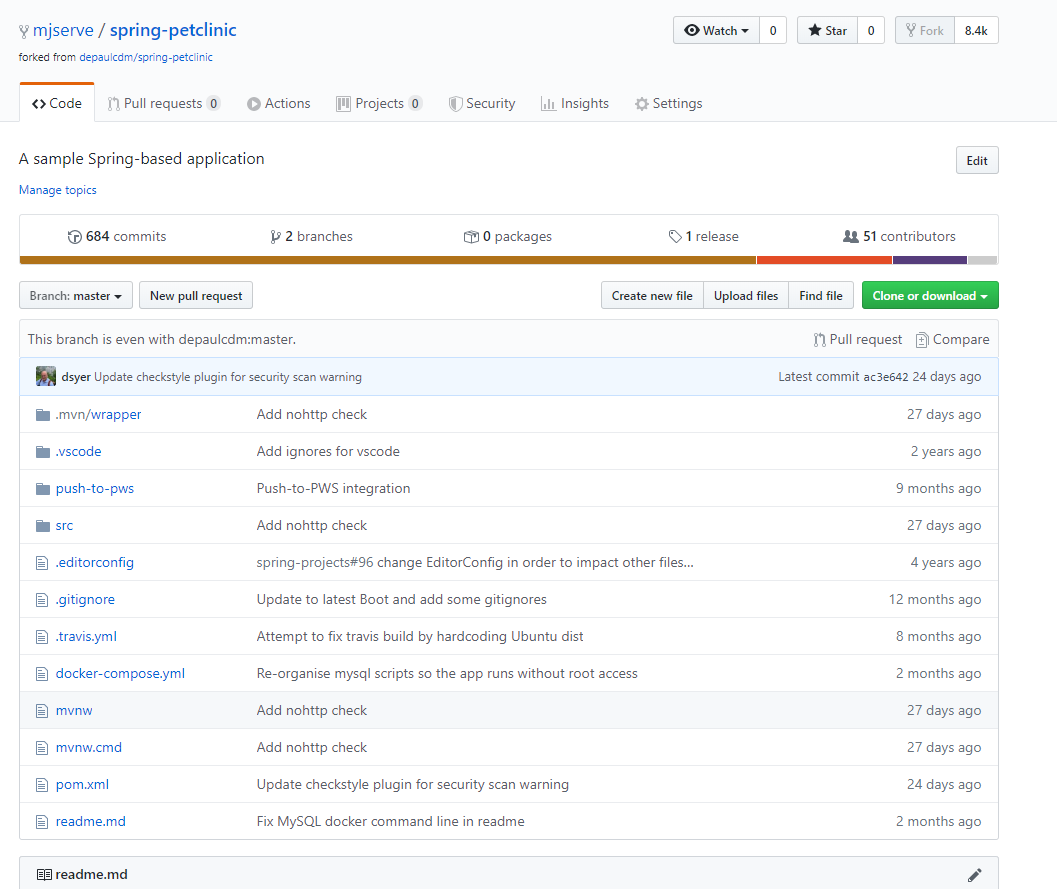 mjserve / spring-petclinic
Watch 0 Star 0 Fork 8.4k
forked from depaulcdm/spring-petclinic
Code Pull requests 0 Actions Projects 0 Security Insights Settings
A sample Spring-based application
Edit
Manage topics
684 commits 2 branches 0 packages 1 release 51 contributors
Branch: master New pull request Create new file Upload files Find file Clone or download
This branch is even with depaulcdm:master. Pull request Compare
dsyer Update checkstyle plugin for security scan warning Latest commit ac3e642 24 days ago
.mvn/wrapper Add nohttp check 27 days ago
.vscode Add ignores for vscode 2 years ago
push-to-pws Push-to-PWS integration 9 months ago
src Add nohttp check 27 days ago
.editorconfig spring-projects#96 change EditorConfig in order to impact other files... 4 years ago
.gitignore Update to latest Boot and add some gitignores 12 months ago
.travis.yml Attempt to fix travis build by hardcoding Ubuntu dist 8 months ago
docker-compose.yml Re-organise mysql scripts so the app runs without root access 2 months ago
mvnw Add nohttp check 27 days ago
mvnw.cmd Add nohttp check 27 days ago
pom.xml Update checkstyle plugin for security scan warning 24 days ago
readme.md Fix MySQL docker command line in readme 2 months ago
readme.md